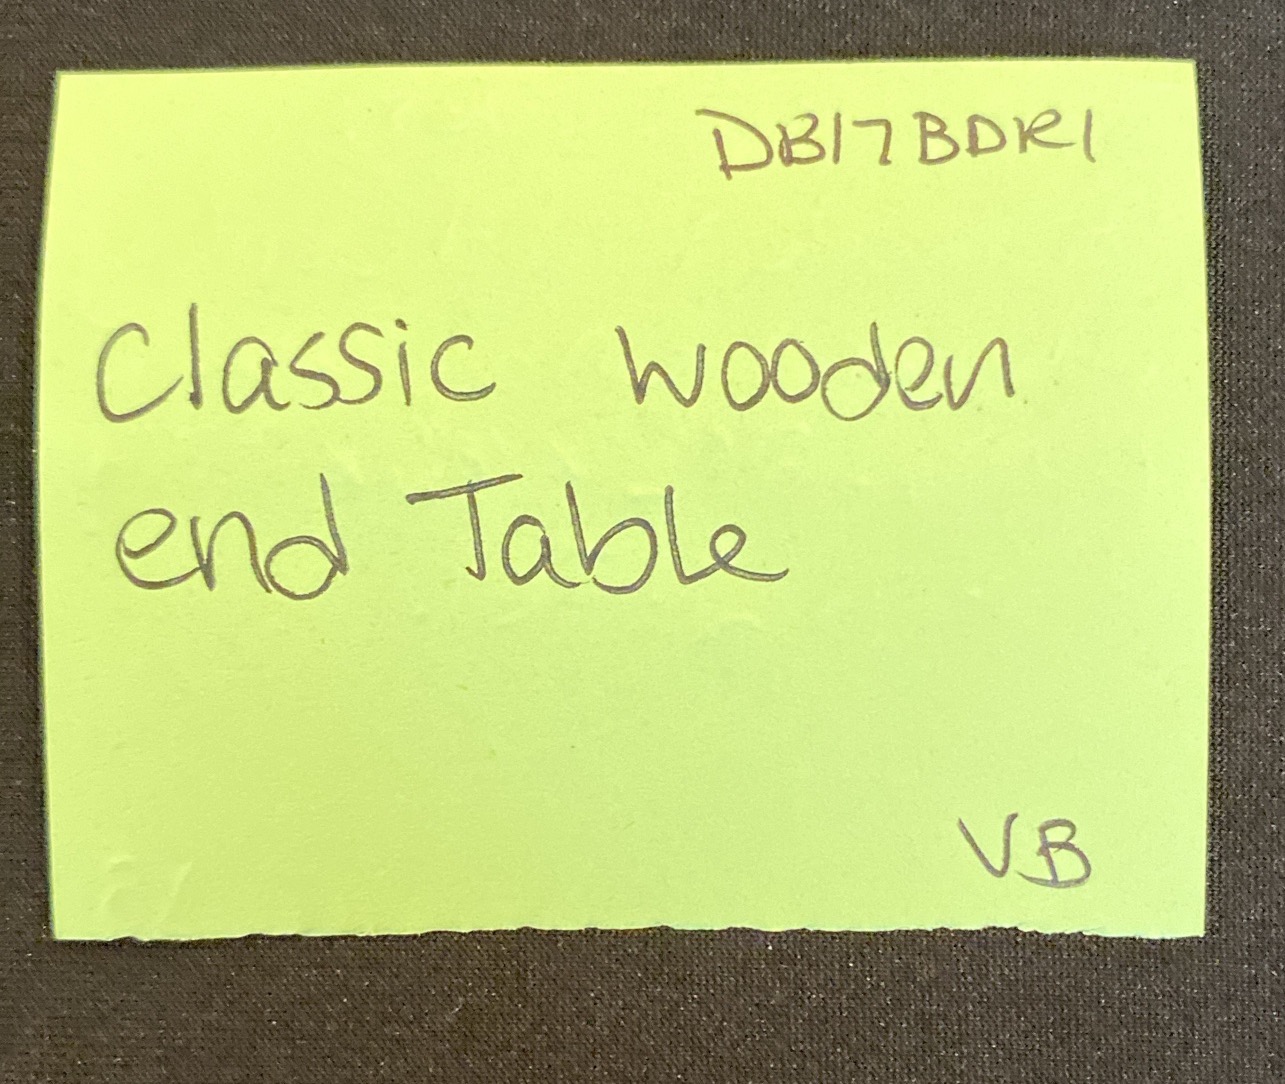 DB17BDR1
Classic wooden
end Table
VB